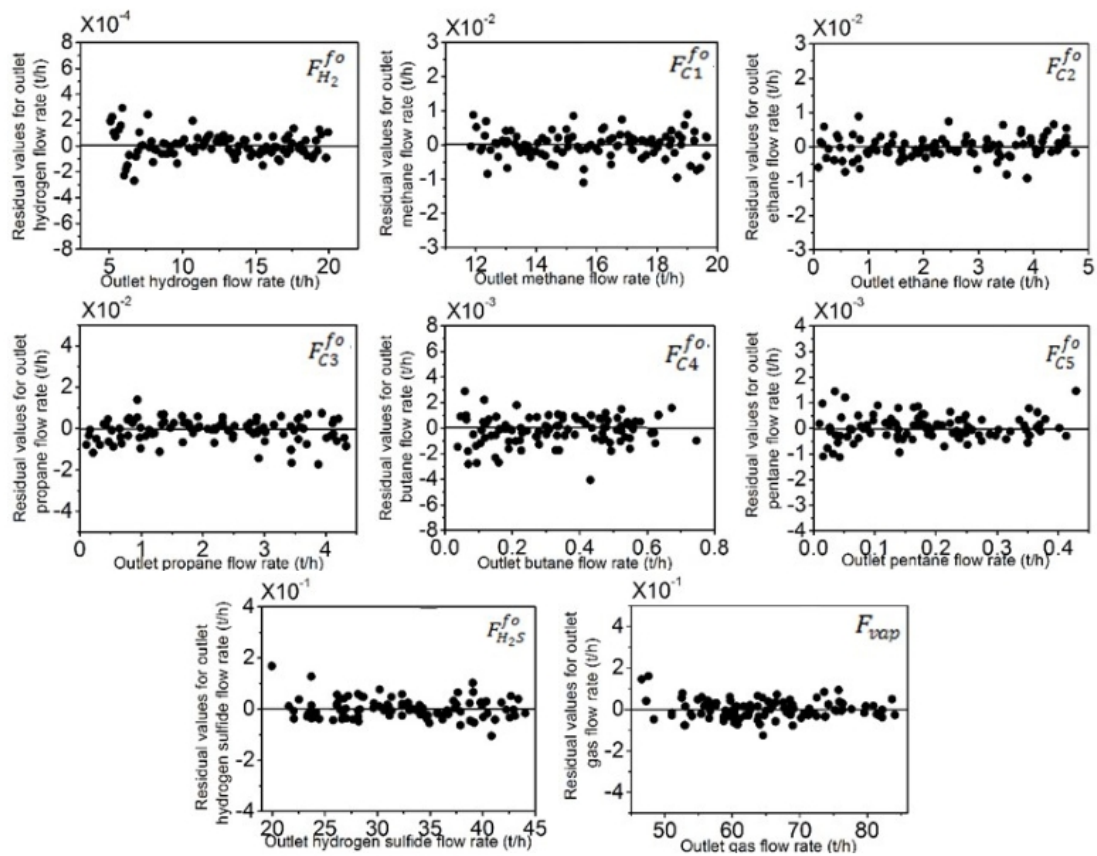 X10⁻⁴
Residual values for outlet
hydrogen flow rate (t/h)
8
6
4
2
0
-2
-4
-6
-8
5 10 15 20
Outlet hydrogen flow rate (t/h)
F_{H_2}^{fo}
X10⁻²
Residual values for outlet
methane flow rate (t/h)
3
2
1
0
-1
-2
-3
12 14 16 18 20
Outlet methane flow rate (t/h)
F_{C1}^{fo}
X10⁻²
Residual values for outlet
ethane flow rate (t/h)
3
2
1
0
-1
-2
-3
0 1 2 3 4 5
Outlet ethane flow rate (t/h)
F_{C2}^{fo}
X10⁻²
Residual values for outlet
propane flow rate (t/h)
4
2
0
-2
-4
0 1 2 3 4
Outlet propane flow rate (t/h)
F_{C3}^{fo}
X10⁻³
Residual values for outlet
butane flow rate (t/h)
8
6
4
2
0
-2
-4
-6
-8
0.0 0.2 0.4 0.6 0.8
Outlet butane flow rate (t/h)
F_{C4}^{fo}
X10⁻³
Residual values for outlet
pentane flow rate (t/h)
4
3
2
1
0
-1
-2
-3
-4
0.0 0.1 0.2 0.3 0.4
Outlet pentane flow rate (t/h)
F_{C5}^{fo}
X10⁻¹
Residual values for outlet
hydrogen sulfide flow rate (t/h)
4
2
0
-2
-4
20 25 30 35 40 45
Outlet hydrogen sulfide flow rate (t/h)
F_{H_2S}^{fo}
X10⁻¹
Residual values for outlet
gas flow rate (t/h)
4
2
0
-2
-4
50 60 70 80
Outlet gas flow rate (t/h)
F_{vap}